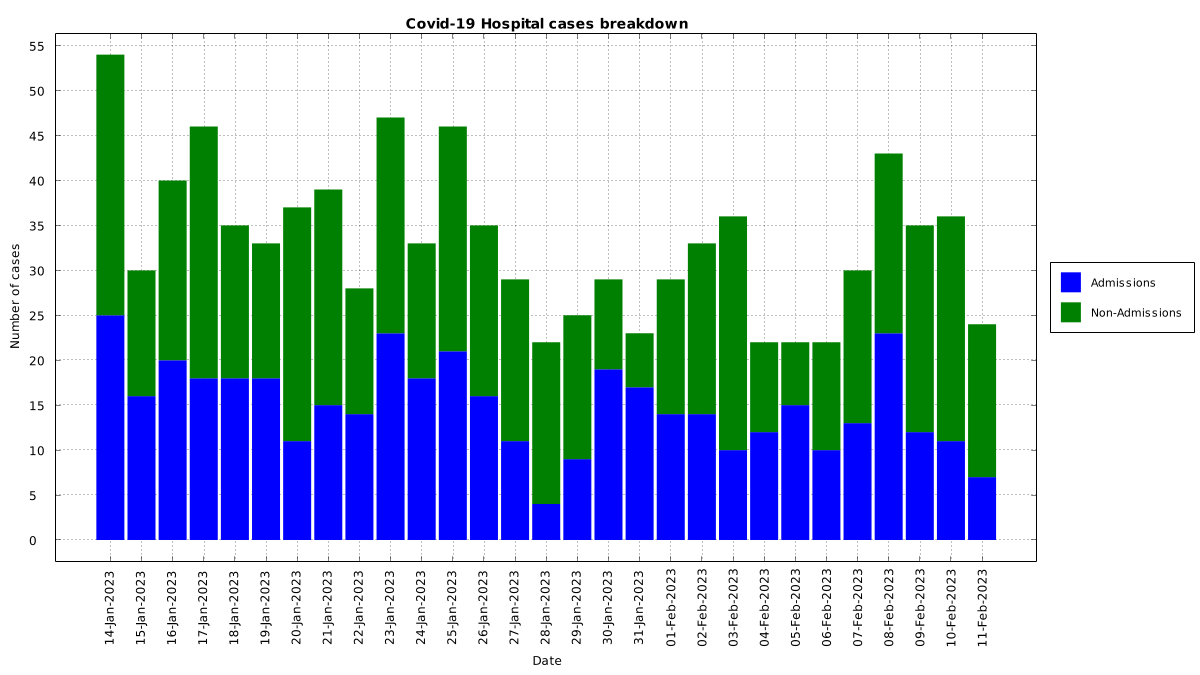 Covid-19 Hospital cases breakdown
55
50
45
40
35
30
25
20
15
10
5
0
Number of cases
14-Jan-2023
15-Jan-2023
16-Jan-2023
17-Jan-2023
18-Jan-2023
19-Jan-2023
20-Jan-2023
21-Jan-2023
22-Jan-2023
23-Jan-2023
24-Jan-2023
25-Jan-2023
26-Jan-2023
27-Jan-2023
28-Jan-2023
29-Jan-2023
30-Jan-2023
31-Jan-2023
01-Feb-2023
02-Feb-2023
03-Feb-2023
04-Feb-2023
05-Feb-2023
06-Feb-2023
07-Feb-2023
08-Feb-2023
09-Feb-2023
10-Feb-2023
11-Feb-2023
Date
Admissions
Non-Admissions